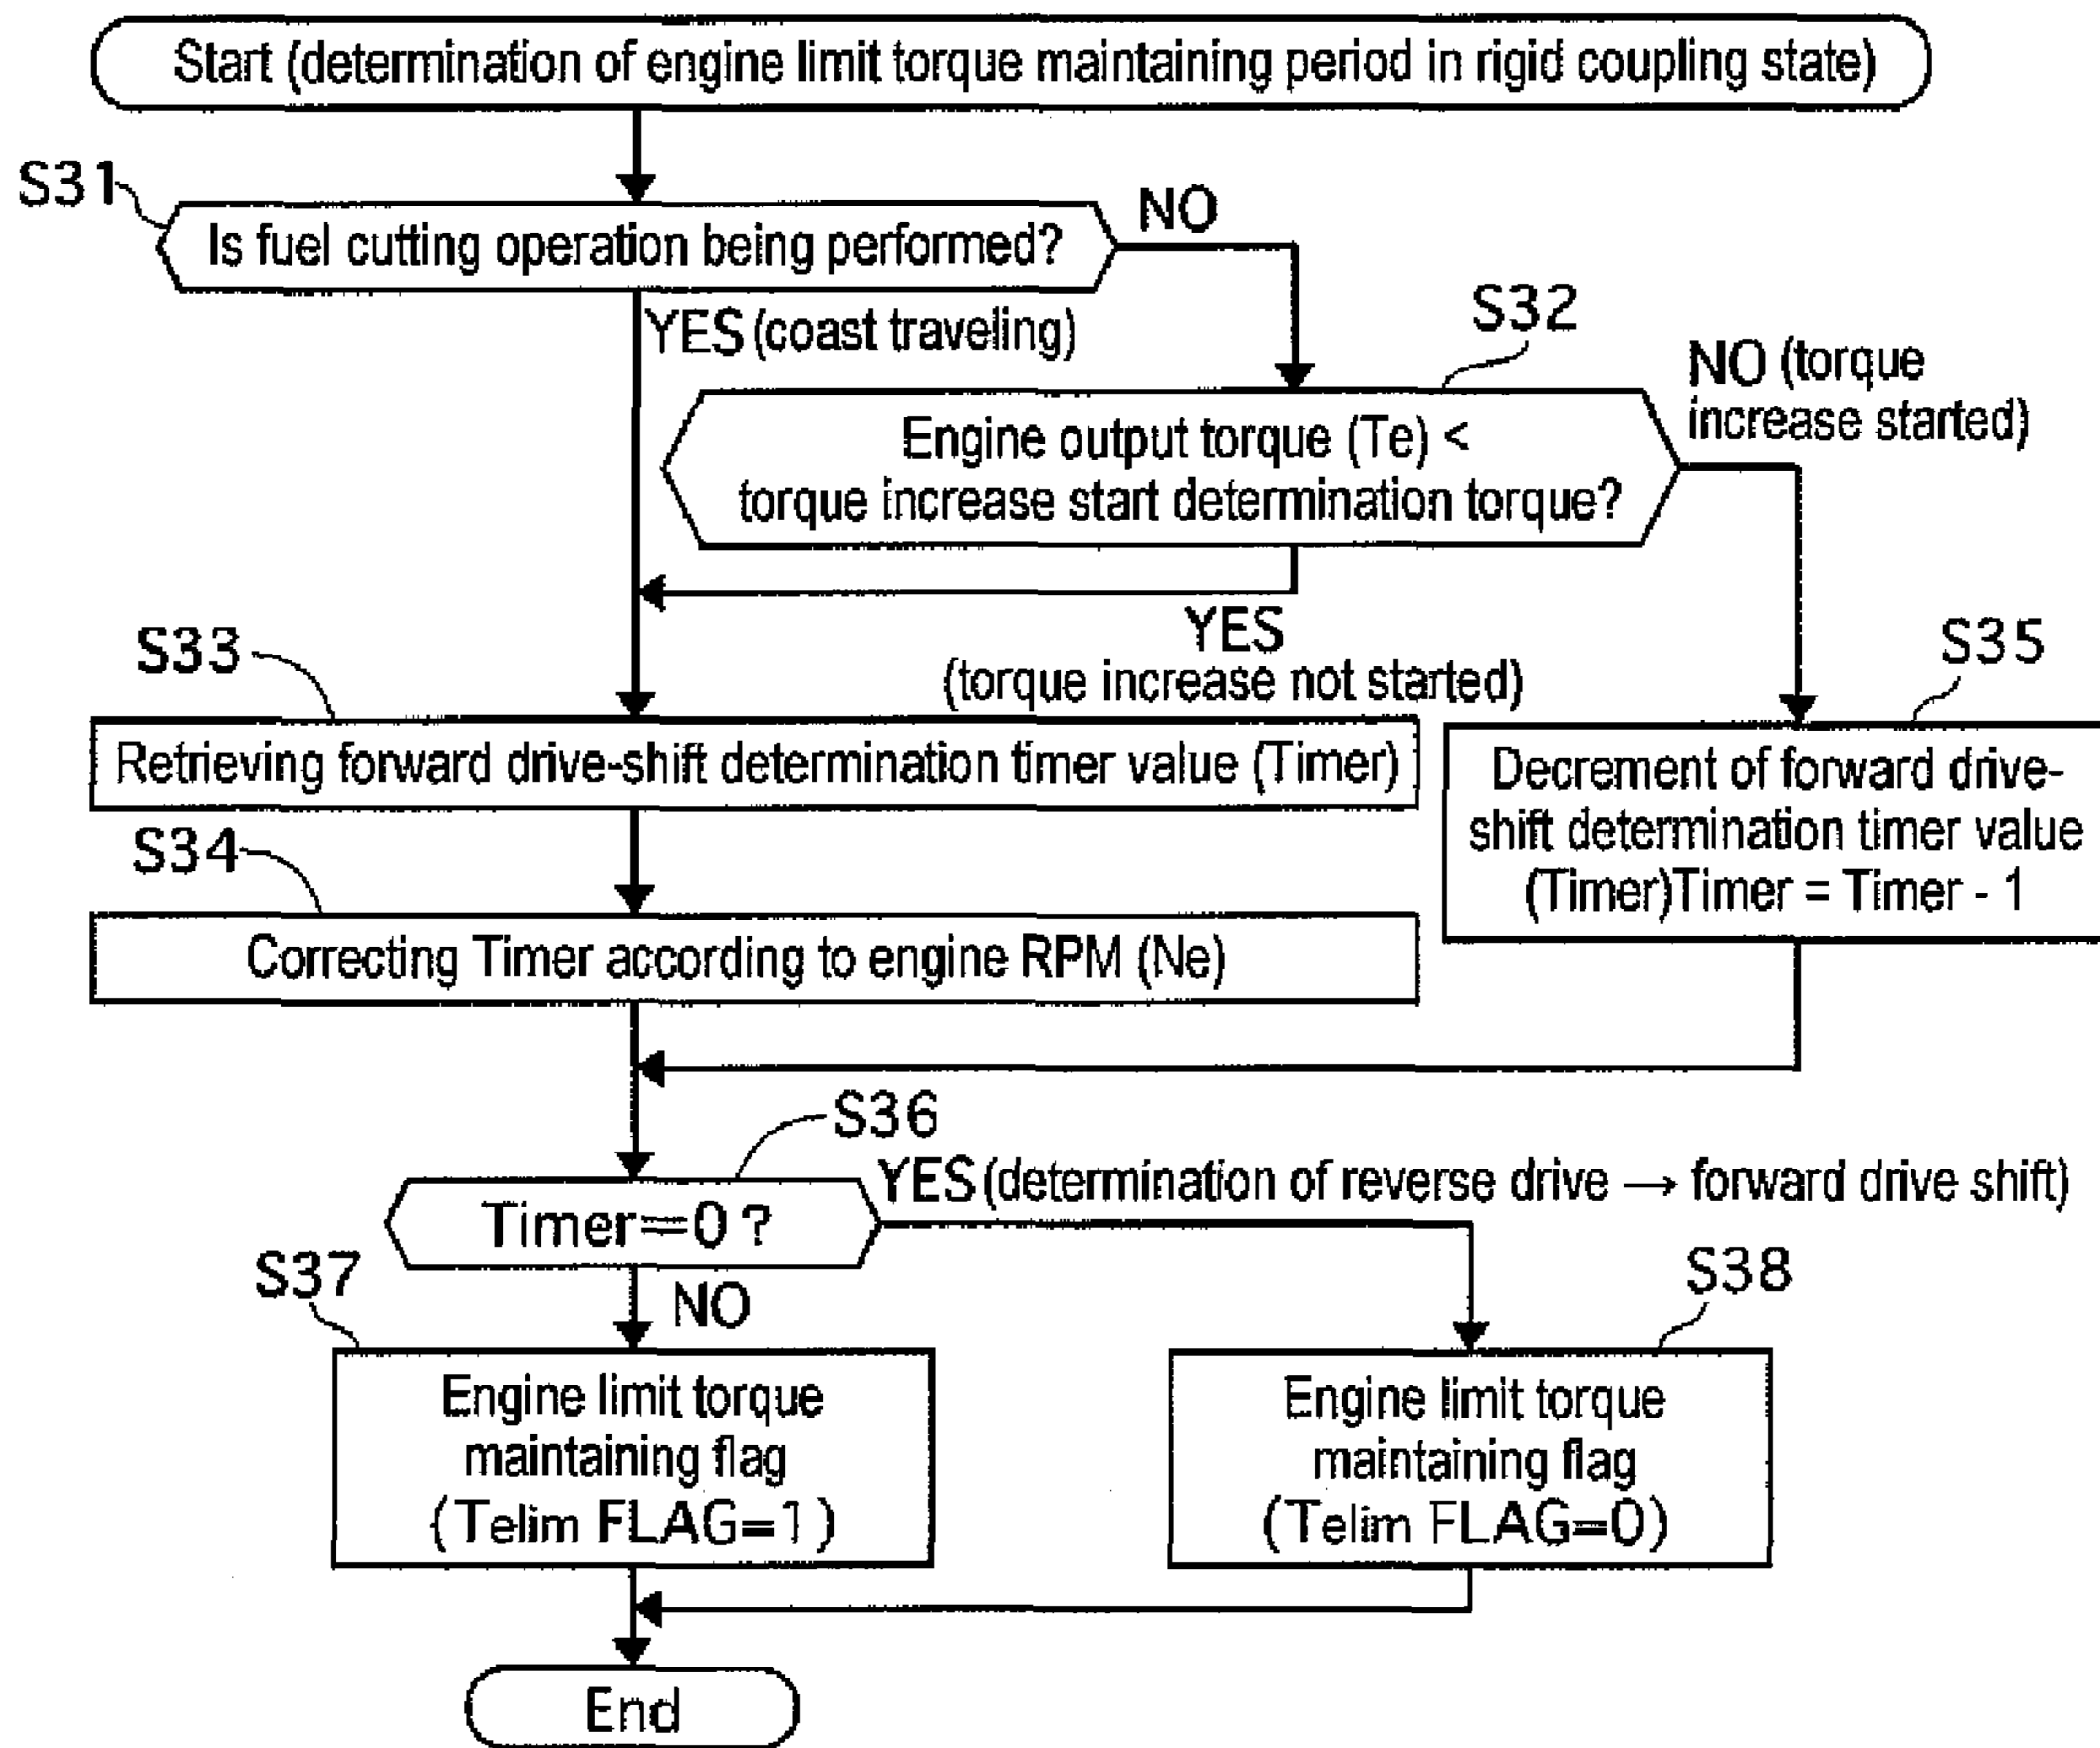 Start (determination of engine limit torque maintaining period in rigid coupling state)
S31
Is fuel cutting operation being performed?
NO
YES (coast traveling)
S32
Engine output torque (Te) <
torque increase start determination torque?
NO (torque
increase started)
YES
(torque increase not started)
S33
Retrieving forward drive-shift determination timer value (Timer)
S35
Decrement of forward drive-
shift determination timer value
(Timer)Timer = Timer - 1
S34
Correcting Timer according to engine RPM (Ne)
S36
Timer=0 ?
YES (determination of reverse drive → forward drive shift)
NO
S37
Engine limit torque
maintaining flag
(Telim FLAG=1)
S38
Engine limit torque
maintaining flag
(Telim FLAG=0)
End